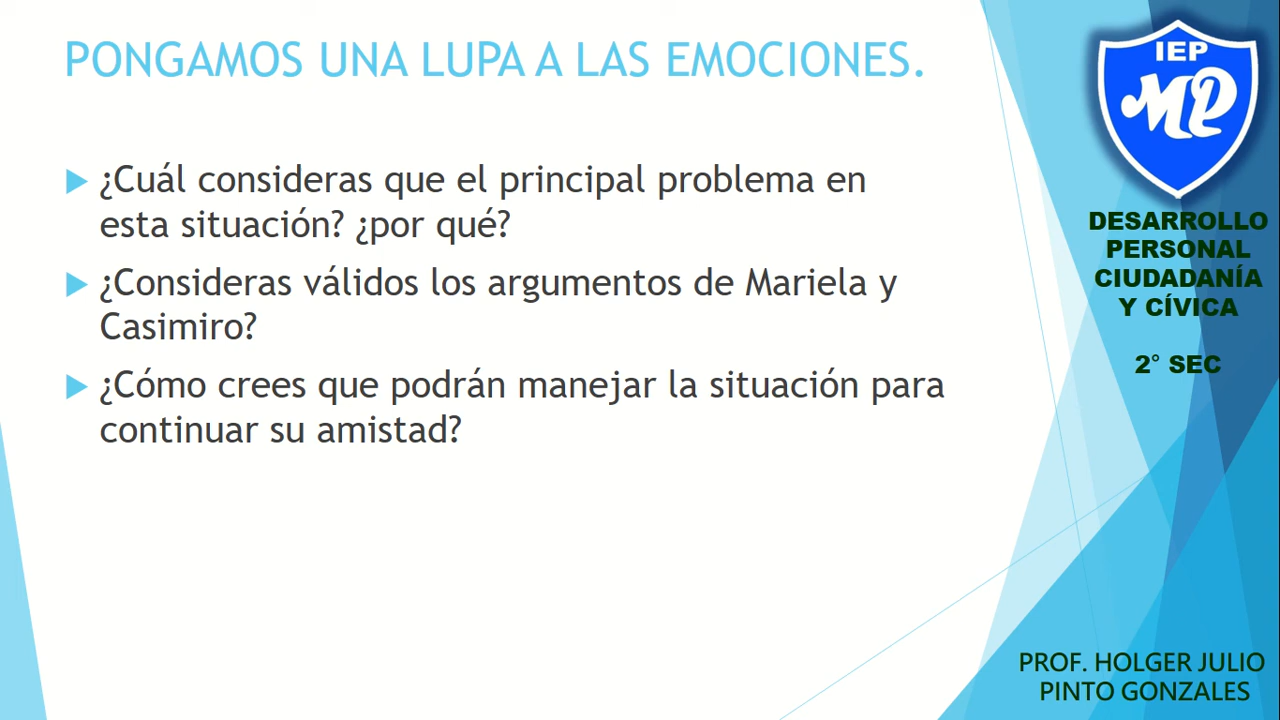 PONGAMOS UNA LUPA A LAS EMOCIONES.
¿Cuál consideras que el principal problema en
esta situación? ¿por qué?
¿Consideras válidos los argumentos de Mariela y
Casimiro?
¿Cómo crees que podrán manejar la situación para
continuar su amistad?
IEP
MP
DESARROLLO
PERSONAL
CIUDADANÍA
Y CÍVICA
2° SEC
PROF. HOLGER JULIO
PINTO GONZALES